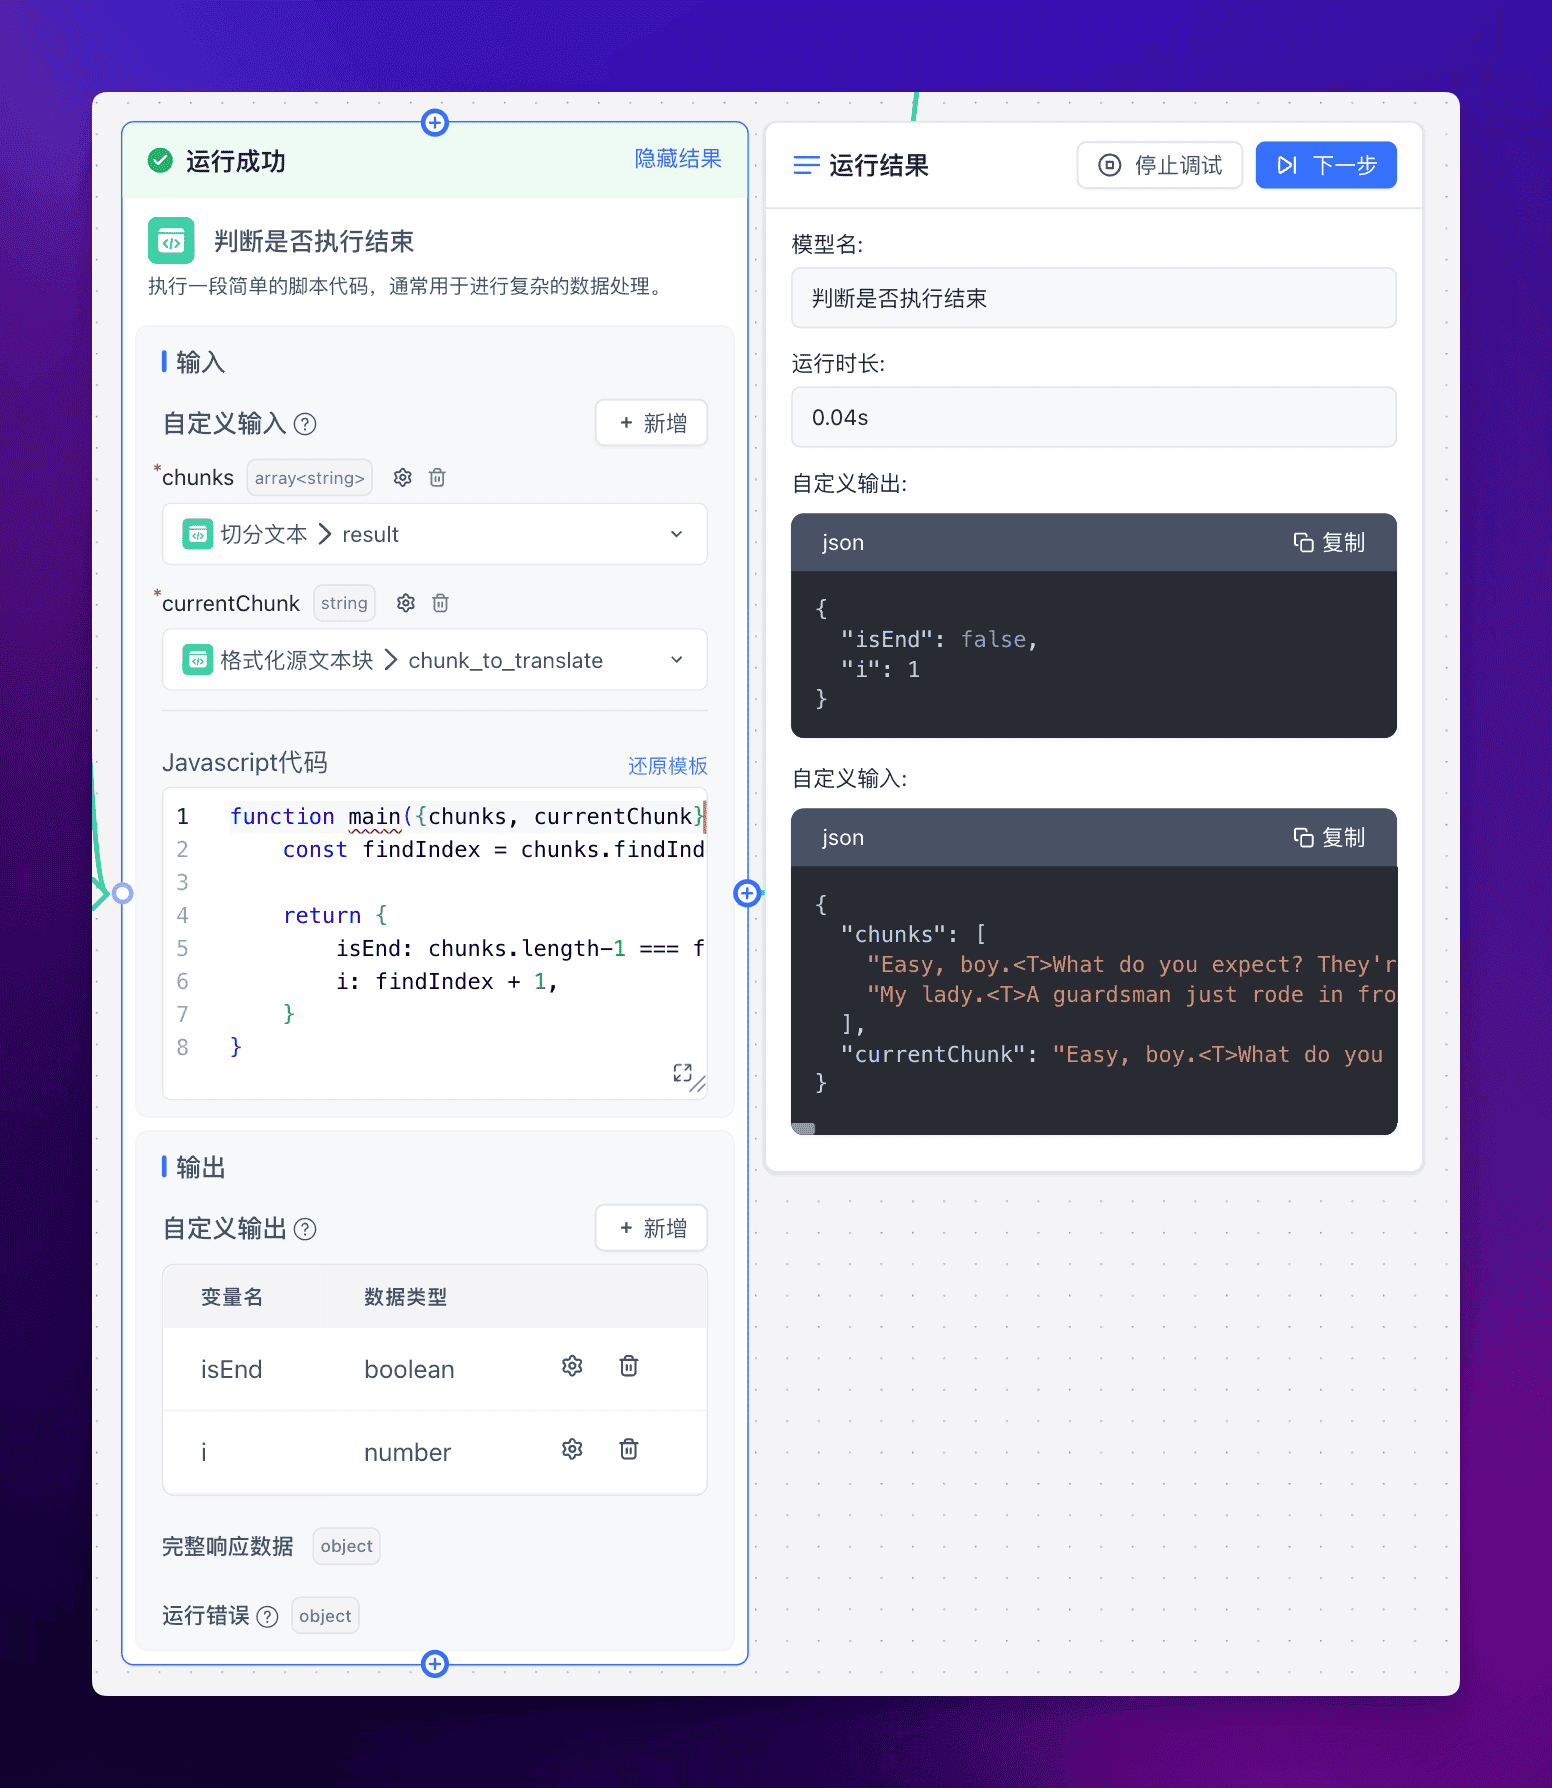 运行成功
隐藏结果
判断是否执行结束
执行一段简单的脚本代码，通常用于进行复杂的数据处理。
输入
自定义输入
+ 新增
*chunks array<string>
切分文本 > result
*currentChunk string
格式化源文本块 > chunk_to_translate
Javascript代码
还原模板
1 function main({chunks, currentChunk}
2 const findIndex = chunks.findInd
3
4 return {
5 isEnd: chunks.length-1 === f
6 i: findIndex + 1,
7 }
8 }
输出
自定义输出
+ 新增
变量名 数据类型
isEnd boolean
i number
完整响应数据 object
运行错误 object
运行结果
停止调试
下一步
模型名:
判断是否执行结束
运行时长:
0.04s
自定义输出:
json
复制
{
"isEnd": false,
"i": 1
}
自定义输入:
json
复制
{
"chunks": [
"Easy, boy.<T>What do you expect? They'r
"My lady.<T>A guardsman just rode in fro
],
"currentChunk": "Easy, boy.<T>What do you
}